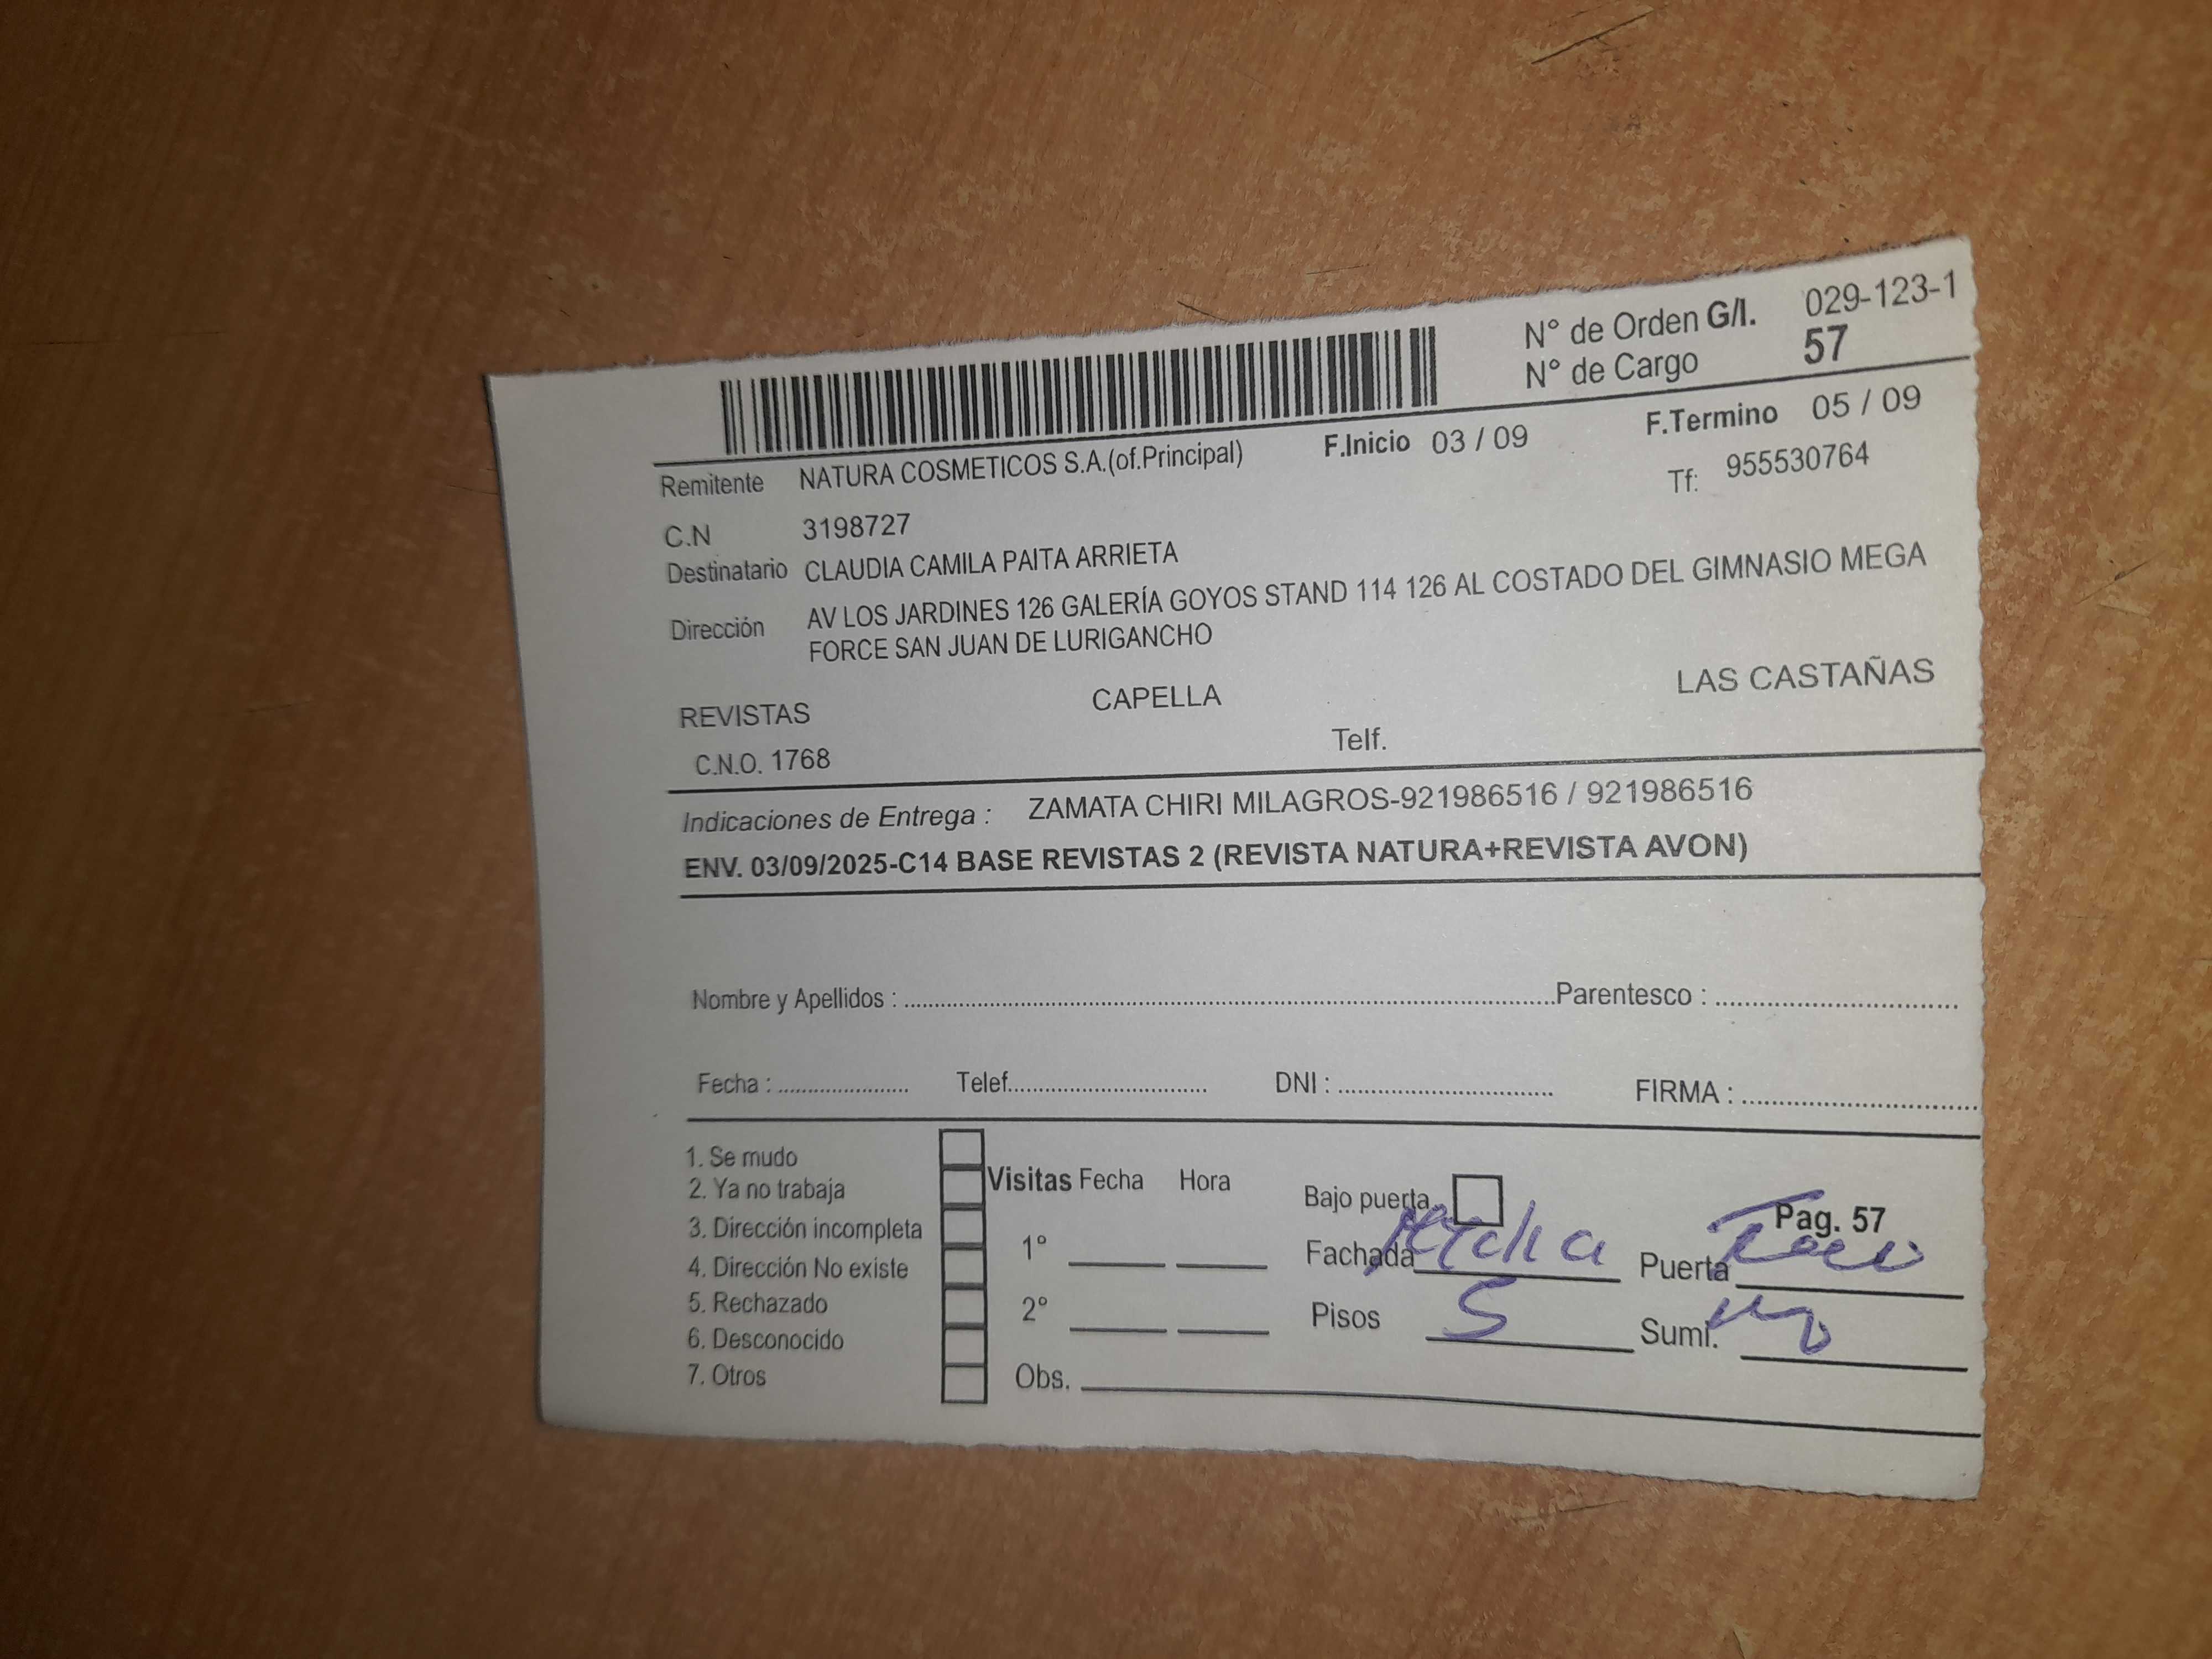 N° de Orden G/I. 029-123-1
N° de Cargo 57
Remitente NATURA COSMETICOS S.A.(of.Principal) F.Inicio 03 / 09 F.Termino 05 / 09
C.N 3198727 Tf: 955530764
Destinatario CLAUDIA CAMILA PAITA ARRIETA
Dirección AV LOS JARDINES 126 GALERÍA GOYOS STAND 114 126 AL COSTADO DEL GIMNASIO MEGA
FORCE SAN JUAN DE LURIGANCHO
REVISTAS CAPELLA LAS CASTAÑAS
C.N.O. 1768 Telf.
Indicaciones de Entrega : ZAMATA CHIRI MILAGROS-921986516 / 921986516
ENV. 03/09/2025-C14 BASE REVISTAS 2 (REVISTA NATURA+REVISTA AVON)
Nombre y Apellidos : Parentesco :
Fecha : Telef. DNI : FIRMA :
1. Se mudo
2. Ya no trabaja
3. Dirección incompleta
4. Dirección No existe
5. Rechazado
6. Desconocido
7. Otros
Visitas Fecha Hora
1°
2°
Obs.
Bajo puerta Pag. 57
Fachada Puerta
Pisos 5 Sumi.